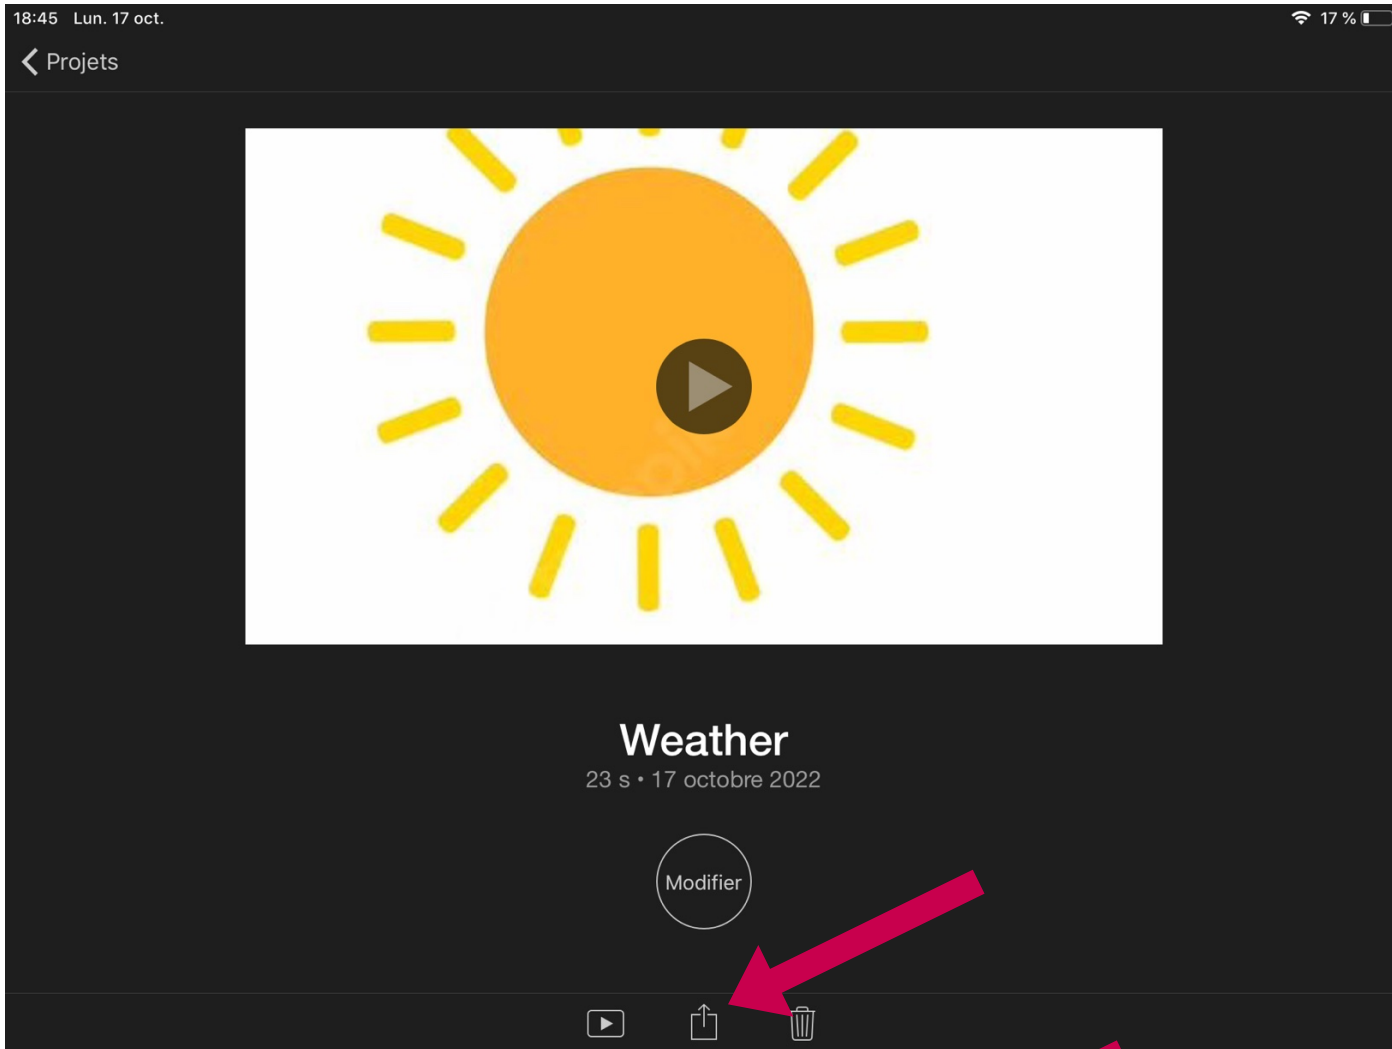 18:45 Lun. 17 oct. 17 %
Projets
Weather
23 s • 17 octobre 2022
Modifier